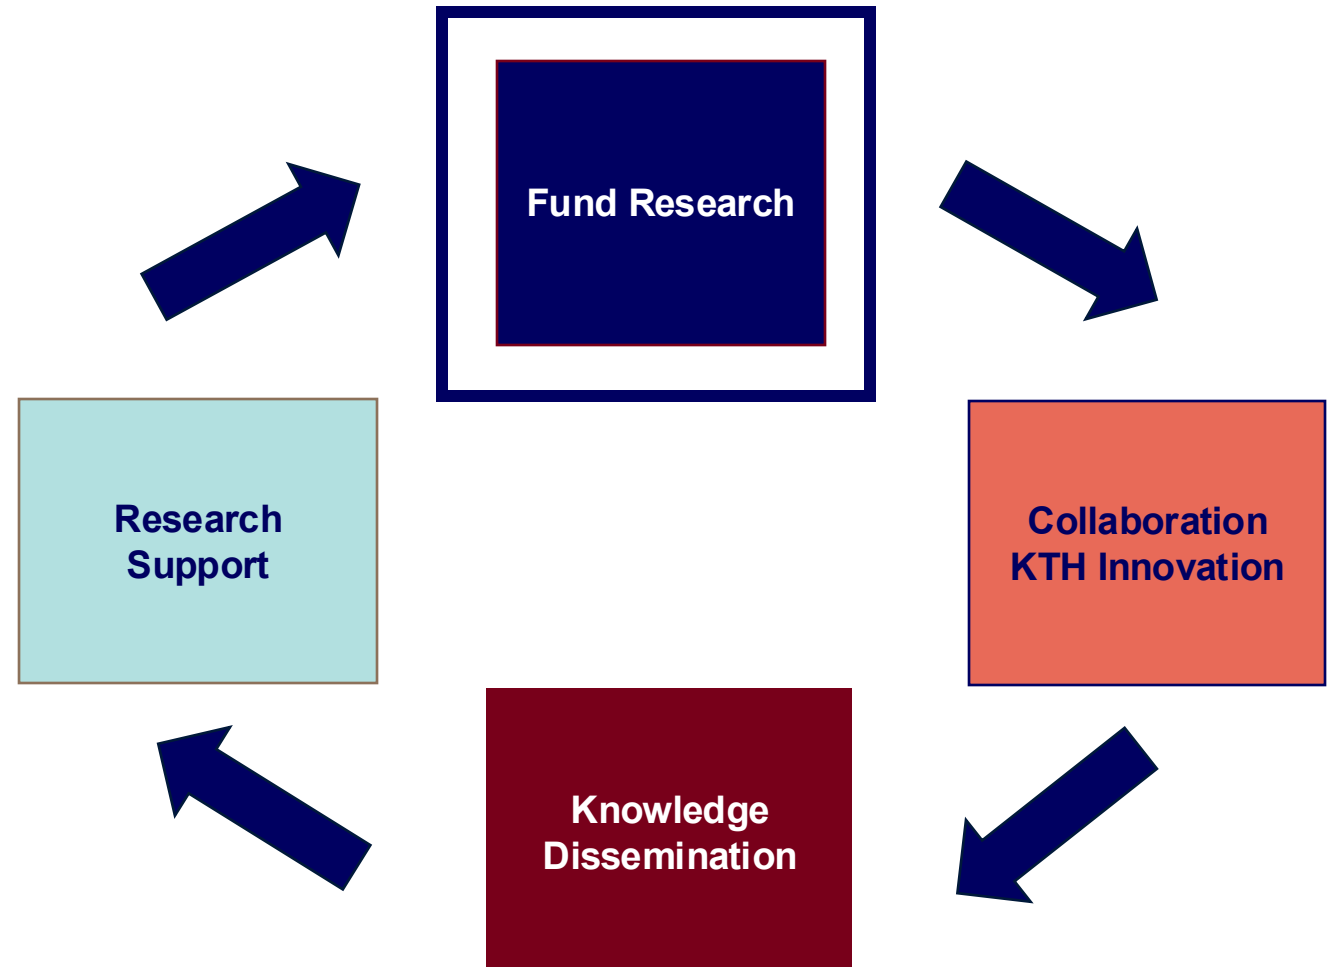 Fund Research
Research
Support
Collaboration
KTH Innovation
Knowledge
Dissemination